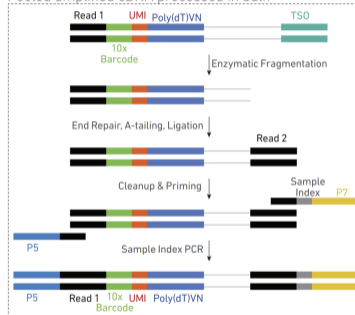 Read 1 UMI Poly(dT)VN TSO
10x
Barcode
Enzymatic Fragmentation
End Repair, A-tailing, Ligation
Read 2
Cleanup & Priming
Sample
Index P7
P5
Sample Index PCR
P5 Read 1 10x UMI Poly(dT)VN
Barcode